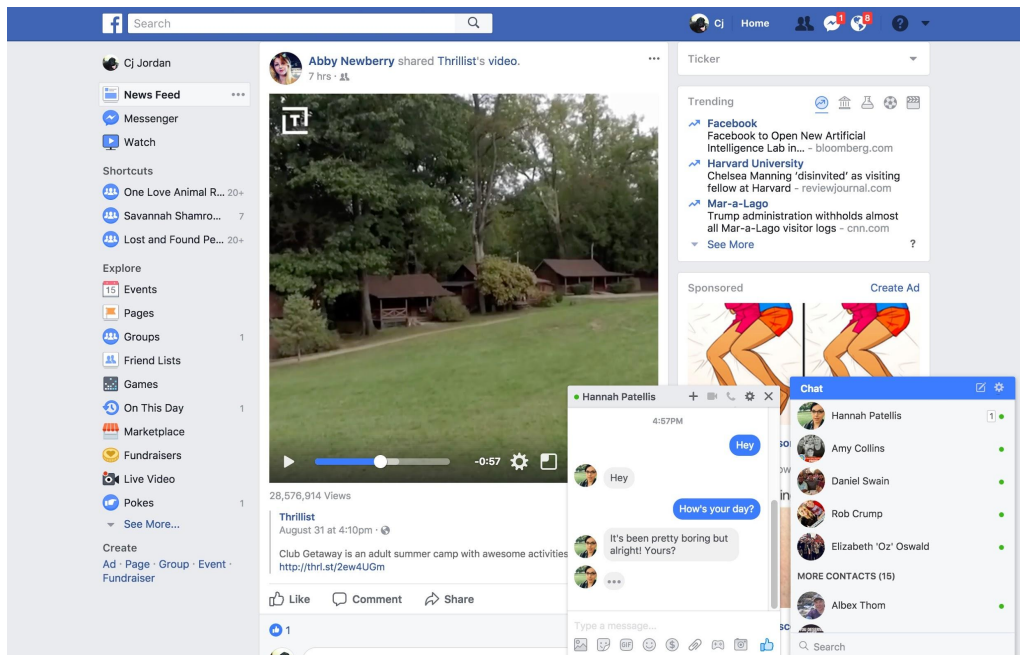 f
Search
Cj
Home
1
8
?
Cj Jordan
News Feed
Messenger
Watch
Shortcuts
One Love Animal R... 20+
Savannah Shamro... 7
Lost and Found Pe... 20+
Explore
15 Events
Pages
Groups 1
Friend Lists
Games
On This Day 1
Marketplace
Fundraisers
Live Video
Pokes 1
See More...
Create
Ad · Page · Group · Event ·
Fundraiser
Abby Newberry shared Thrillist's video.
7 hrs ·
T
-0:57
28,576,914 Views
Thrillist
August 31 at 4:10pm ·
Club Getaway is an adult summer camp with awesome activities
http://thrl.st/2ew4UGm
Like Comment Share
1
Ticker
Trending
Facebook
Facebook to Open New Artificial
Intelligence Lab in... - bloomberg.com
Harvard University
Chelsea Manning 'disinvited' as visiting
fellow at Harvard - reviewjournal.com
Mar-a-Lago
Trump administration withholds almost
all Mar-a-Lago visitor logs - cnn.com
See More ?
Sponsored Create Ad
Hannah Patellis
4:57PM
Hey
Hey
How's your day?
It's been pretty boring but
alright! Yours?
Type a message...
GIF
$
Chat
Hannah Patellis 1
Amy Collins
Daniel Swain
Rob Crump
Elizabeth 'Oz' Oswald
MORE CONTACTS (15)
Albex Thom
Search